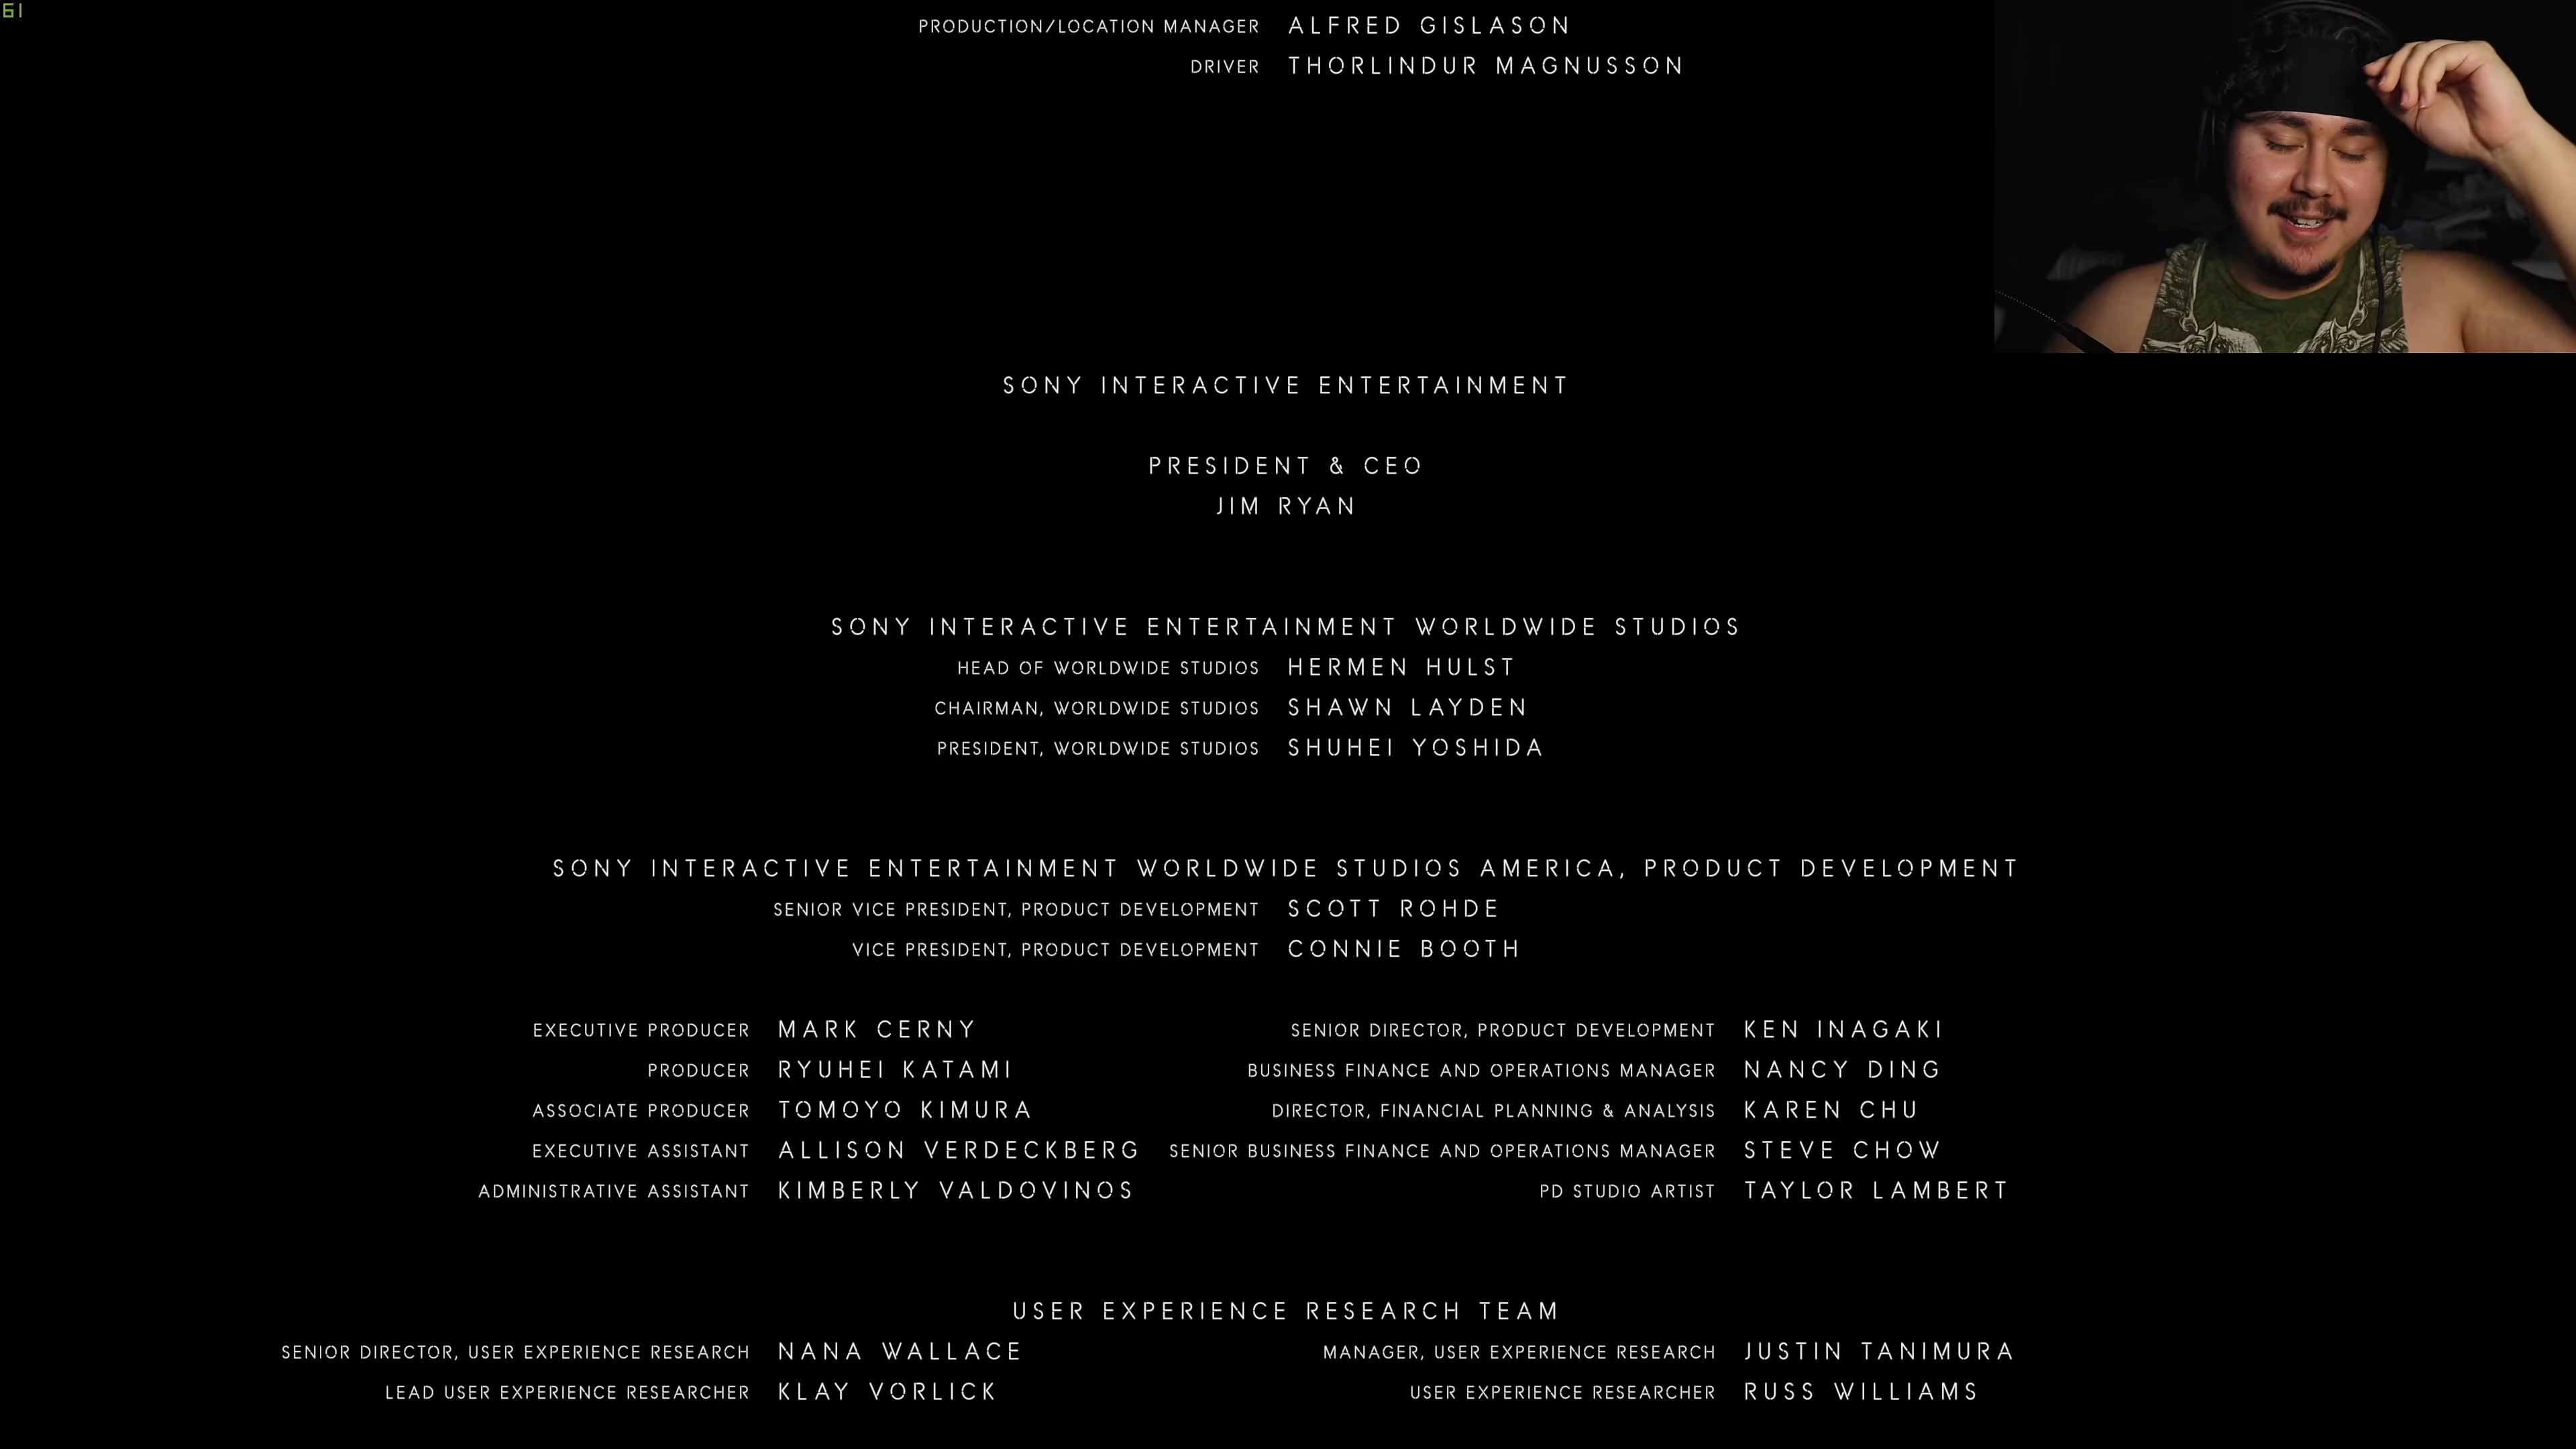 61
PRODUCTION/LOCATION MANAGER ALFRED GISLASON
DRIVER THORLINDUR MAGNUSSON
SONY INTERACTIVE ENTERTAINMENT
PRESIDENT & CEO
JIM RYAN
SONY INTERACTIVE ENTERTAINMENT WORLDWIDE STUDIOS
HEAD OF WORLDWIDE STUDIOS HERMEN HULST
CHAIRMAN, WORLDWIDE STUDIOS SHAWN LAYDEN
PRESIDENT, WORLDWIDE STUDIOS SHUHEI YOSHIDA
SONY INTERACTIVE ENTERTAINMENT WORLDWIDE STUDIOS AMERICA, PRODUCT DEVELOPMENT
SENIOR VICE PRESIDENT, PRODUCT DEVELOPMENT SCOTT ROHDE
VICE PRESIDENT, PRODUCT DEVELOPMENT CONNIE BOOTH
EXECUTIVE PRODUCER MARK CERNY SENIOR DIRECTOR, PRODUCT DEVELOPMENT KEN INAGAKI
PRODUCER RYUHEI KATAMI BUSINESS FINANCE AND OPERATIONS MANAGER NANCY DING
ASSOCIATE PRODUCER TOMOYO KIMURA DIRECTOR, FINANCIAL PLANNING & ANALYSIS KAREN CHU
EXECUTIVE ASSISTANT ALLISON VERDECKBERG SENIOR BUSINESS FINANCE AND OPERATIONS MANAGER STEVE CHOW
ADMINISTRATIVE ASSISTANT KIMBERLY VALDOVINOS PD STUDIO ARTIST TAYLOR LAMBERT
USER EXPERIENCE RESEARCH TEAM
SENIOR DIRECTOR, USER EXPERIENCE RESEARCH NANA WALLACE MANAGER, USER EXPERIENCE RESEARCH JUSTIN TANIMURA
LEAD USER EXPERIENCE RESEARCHER KLAY VORLICK USER EXPERIENCE RESEARCHER RUSS WILLIAMS